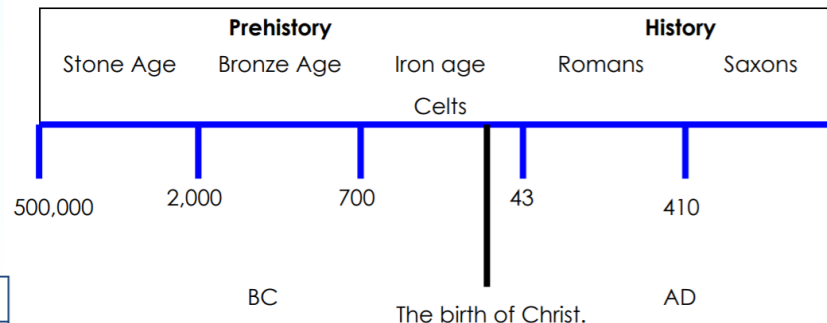 Prehistory History
Stone Age Bronze Age Iron age Romans Saxons
Celts
500,000 2,000 700 43 410
BC AD
The birth of Christ.